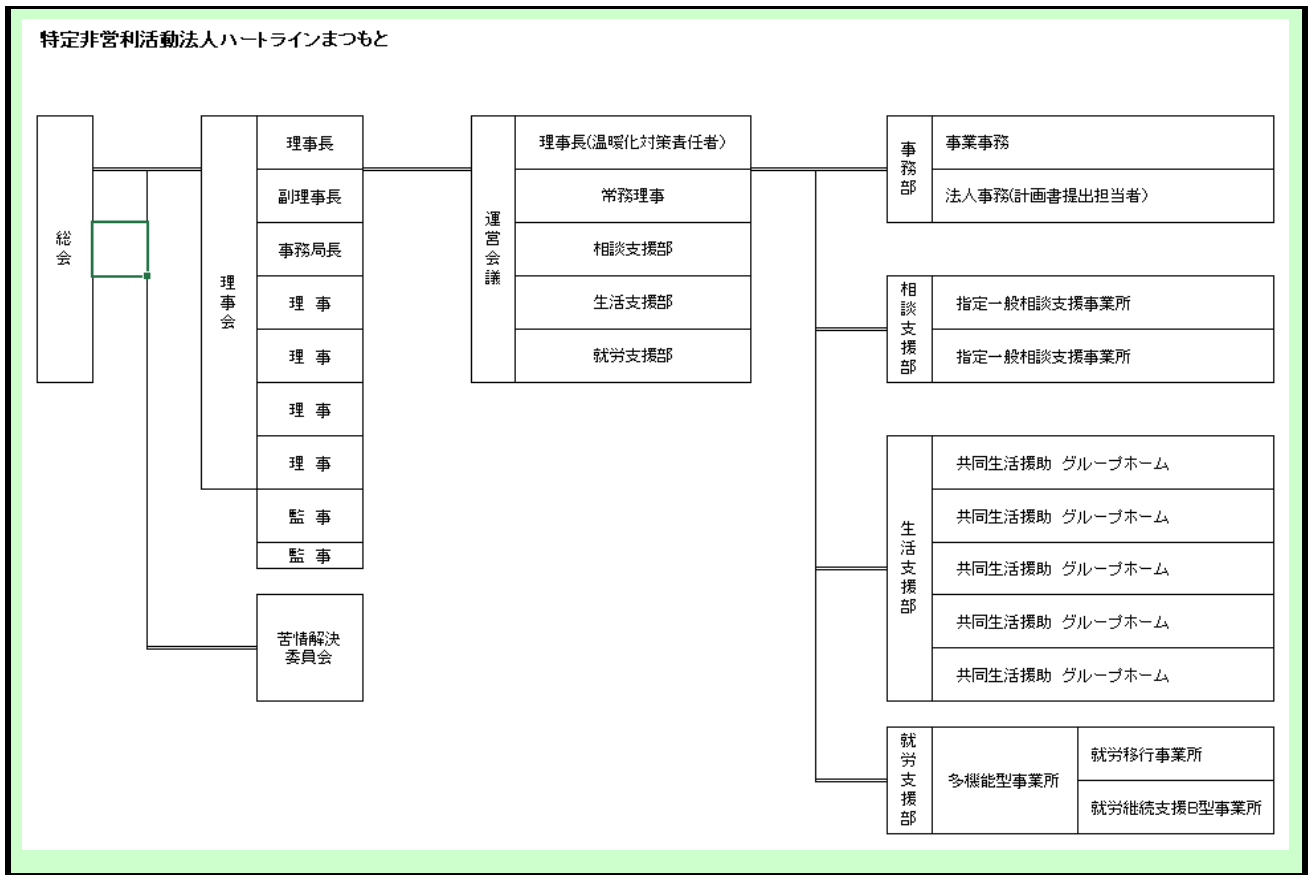 特定非営利活動法人ハートラインまつもと
総会
理事会
理事長
副理事長
事務局長
理 事
理 事
理 事
理 事
監 事
監 事
苦情解決
委員会
運営会議
理事長(温暖化対策責任者)
常務理事
相談支援部
生活支援部
就労支援部
事務部
事業事務
法人事務(計画書提出担当者)
相談支援部
指定一般相談支援事業所
指定一般相談支援事業所
生活支援部
共同生活援助 グループホーム
共同生活援助 グループホーム
共同生活援助 グループホーム
共同生活援助 グループホーム
共同生活援助 グループホーム
就労支援部
多機能型事業所
就労移行事業所
就労継続支援B型事業所